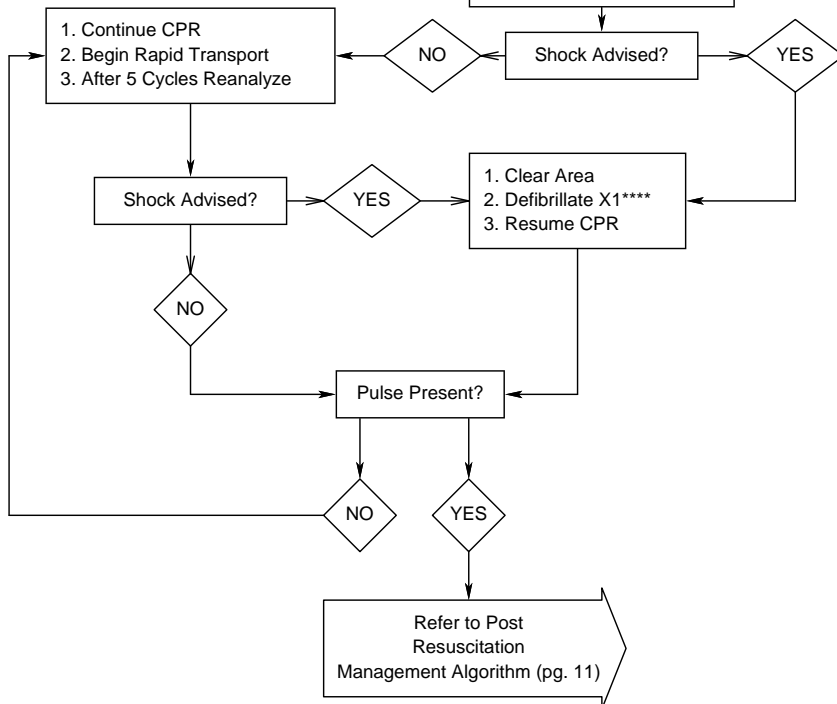 1. Continue CPR
2. Begin Rapid Transport
3. After 5 Cycles Reanalyze
NO
Shock Advised?
YES
Shock Advised?
YES
1. Clear Area
2. Defibrillate X1****
3. Resume CPR
NO
Pulse Present?
NO
YES
Refer to Post
Resuscitation
Management Algorithm (pg. 11)